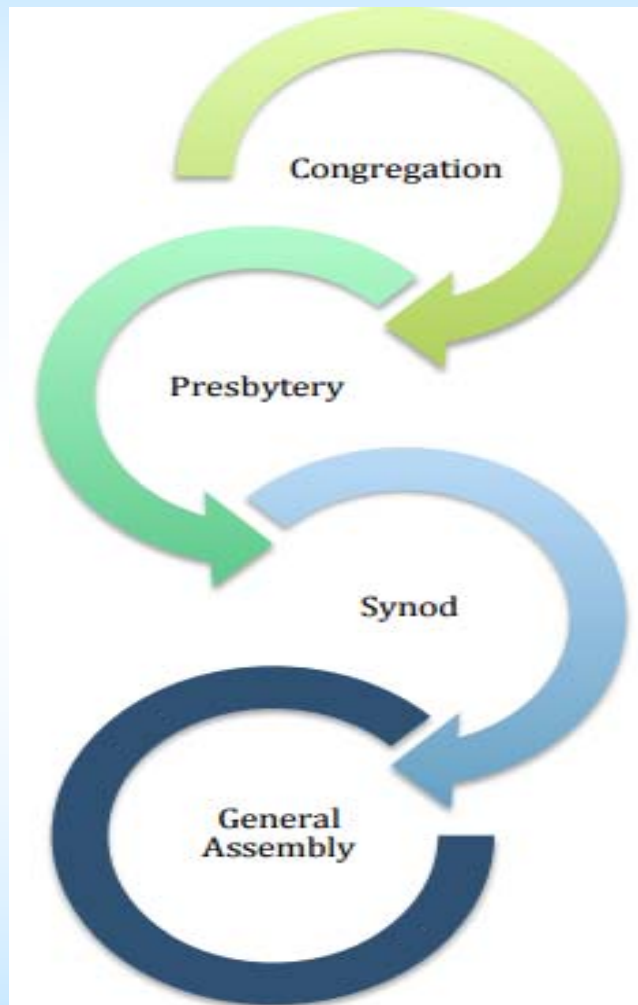 Congregation
Presbytery
Synod
General
Assembly